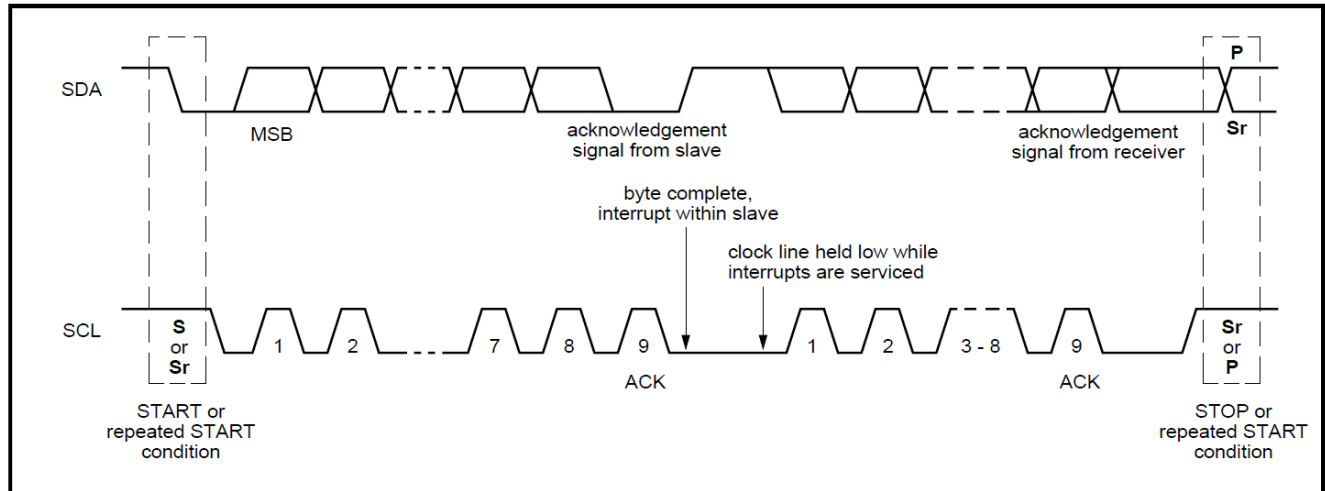 P
SDA
MSB
acknowledgement
signal from slave
acknowledgement
signal from receiver
Sr
byte complete,
interrupt within slave
clock line held low while
interrupts are serviced
SCL
S
or
Sr
1
2
7
8
9
1
2
3 - 8
9
Sr
or
P
ACK
ACK
START or
repeated START
condition
STOP or
repeated START
condition